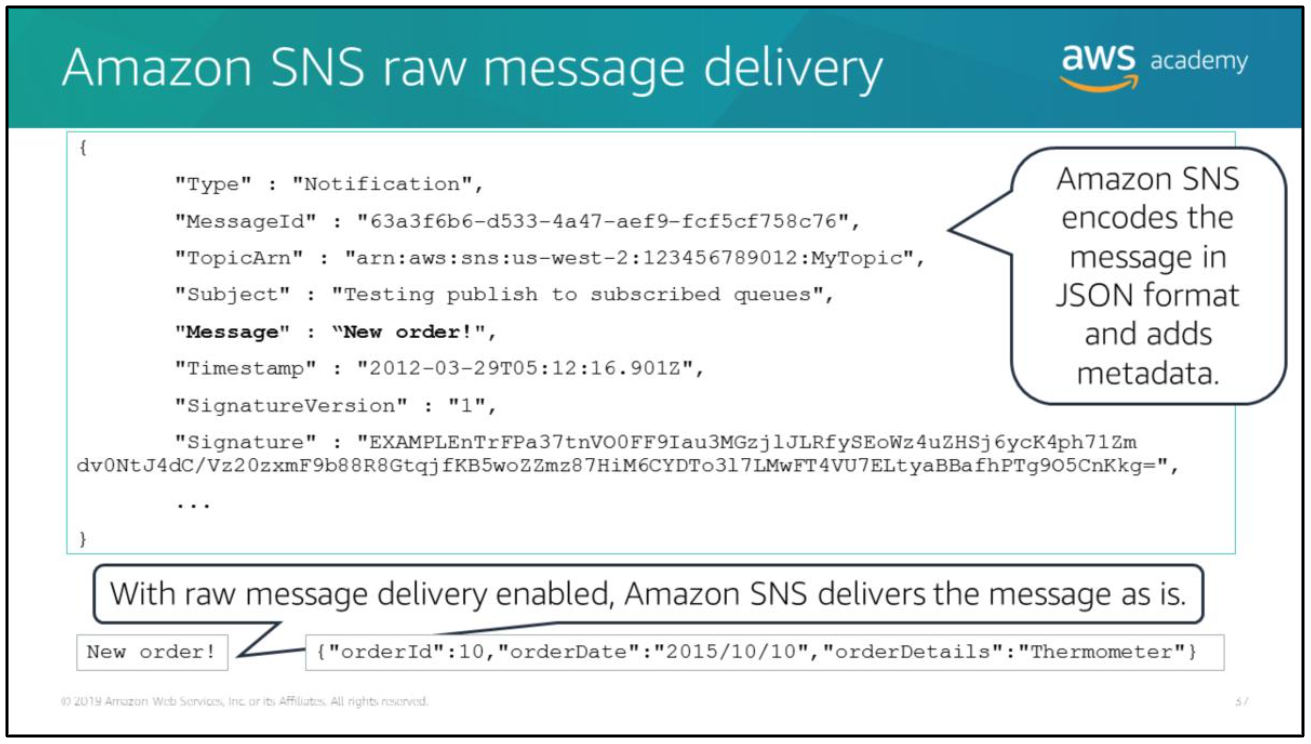 Amazon SNS raw message delivery
aws academy
{
"Type" : "Notification",
"MessageId" : "63a3f6b6-d533-4a47-aef9-fcf5cf758c76",
"TopicArn" : "arn:aws:sns:us-west-2:123456789012:MyTopic",
"Subject" : "Testing publish to subscribed queues",
"Message" : “New order!",
"Timestamp" : "2012-03-29T05:12:16.901Z",
"SignatureVersion" : "1",
"Signature" : "EXAMPLEnTrFPa37tnVO0FF9Iau3MGzjlJLRfySEoWz4uZHSj6ycK4ph71Zm
dv0NtJ4dC/Vz20zxmF9b88R8GtqjfKB5woZZmz87HiM6CYDTo3l7LMwFT4VU7ELtyaBBafhPTg9O5CnKkg=",
...
}
Amazon SNS
encodes the
message in
JSON format
and adds
metadata.
With raw message delivery enabled, Amazon SNS delivers the message as is.
New order!
{"orderId":10,"orderDate":"2015/10/10","orderDetails":"Thermometer"}
© 2019 Amazon Web Services, Inc. or its Affiliates. All rights reserved.
37